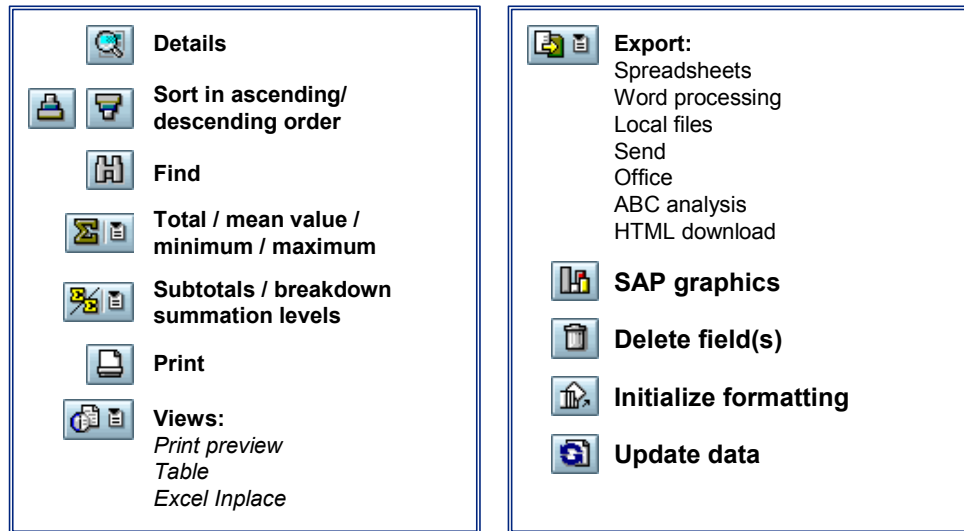 Details
Sort in ascending/
descending order
Find
Total / mean value /
minimum / maximum
Subtotals / breakdown
summation levels
Print
Views:
Print preview
Table
Excel Inplace
Export:
Spreadsheets
Word processing
Local files
Send
Office
ABC analysis
HTML download
SAP graphics
Delete field(s)
Initialize formatting
Update data